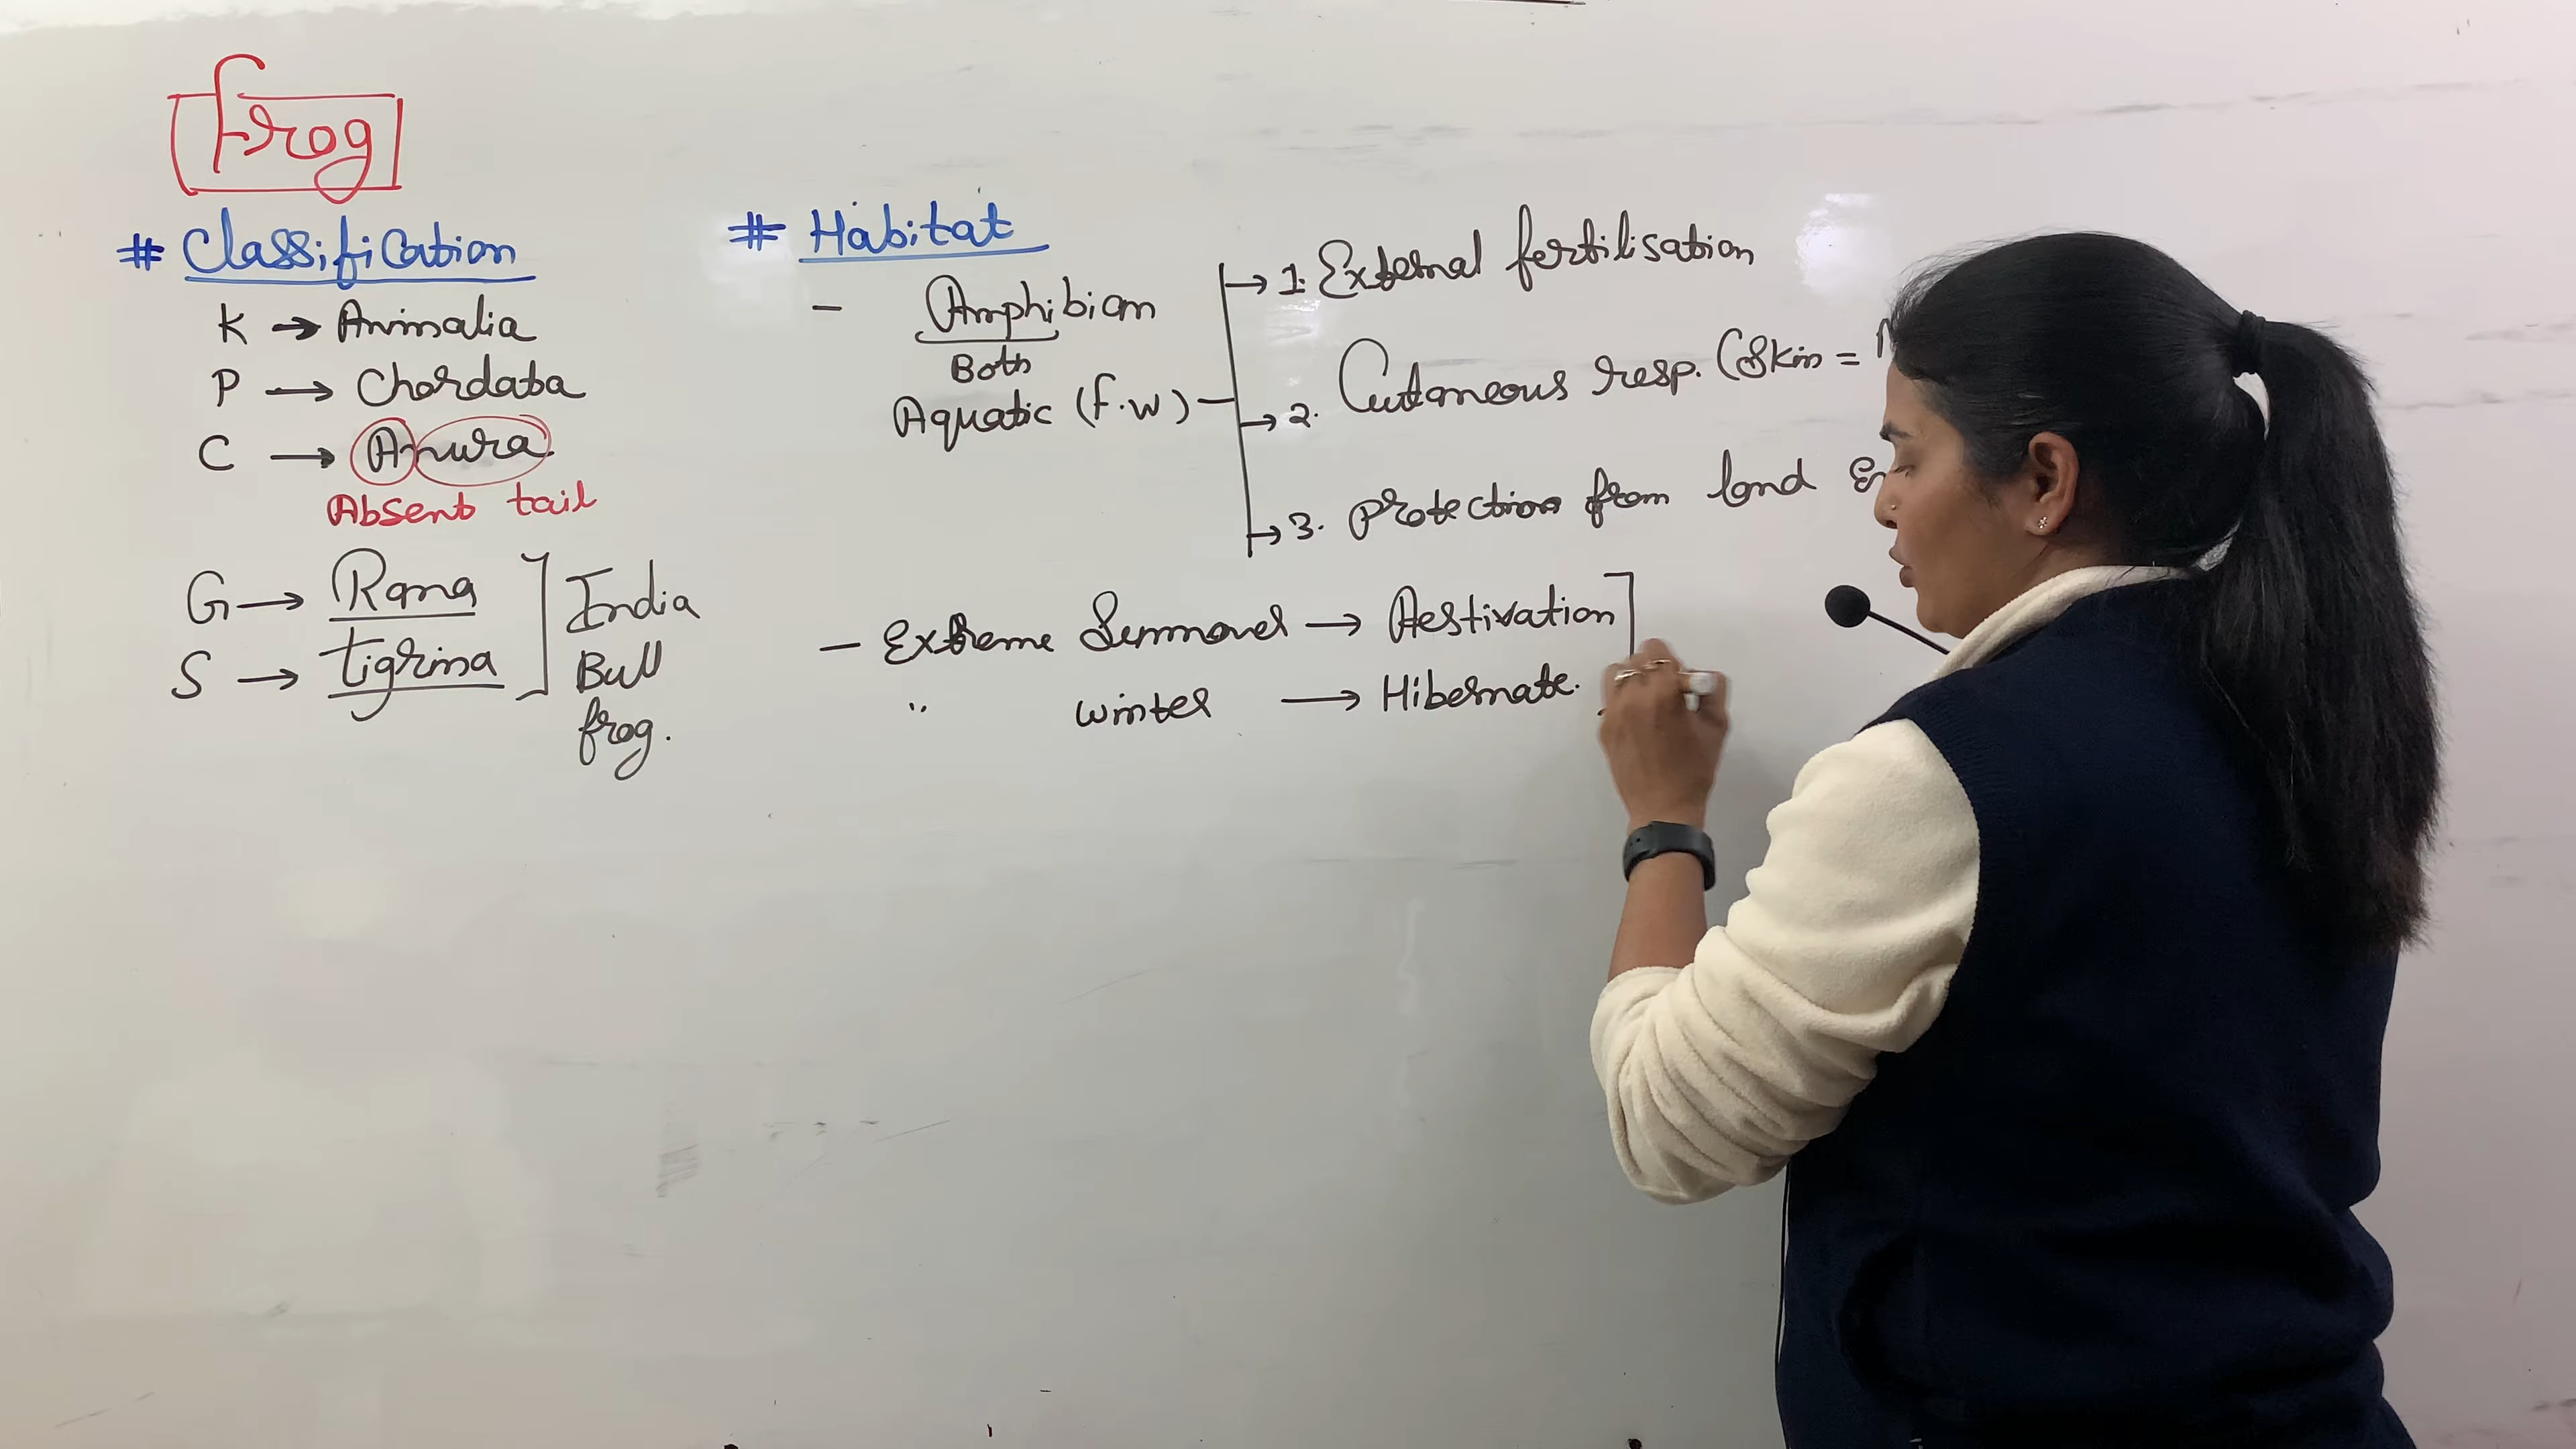 Frog
# Classification
K → Animalia
P → Chordata
C → Anura
Absent tail
G → Rana
S → tigrina
India
Bull
frog.
# Habitat
- Amphibian
Both
Aquatic (f.w)
→ 1. External fertilisation
→ 2. Cutaneous resp. (Skin =
→ 3. Protection from land
- Extreme Summer → Aestivation
" winter → Hibernate.